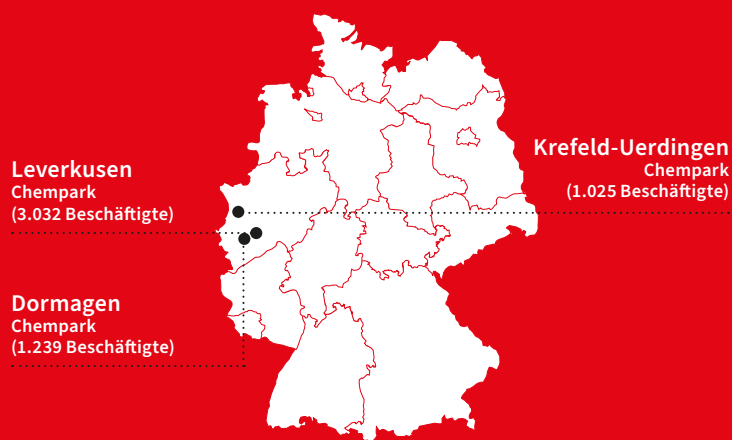 Leverkusen
Chempark
(3.032 Beschäftigte)
Krefeld-Uerdingen
Chempark
(1.025 Beschäftigte)
Dormagen
Chempark
(1.239 Beschäftigte)